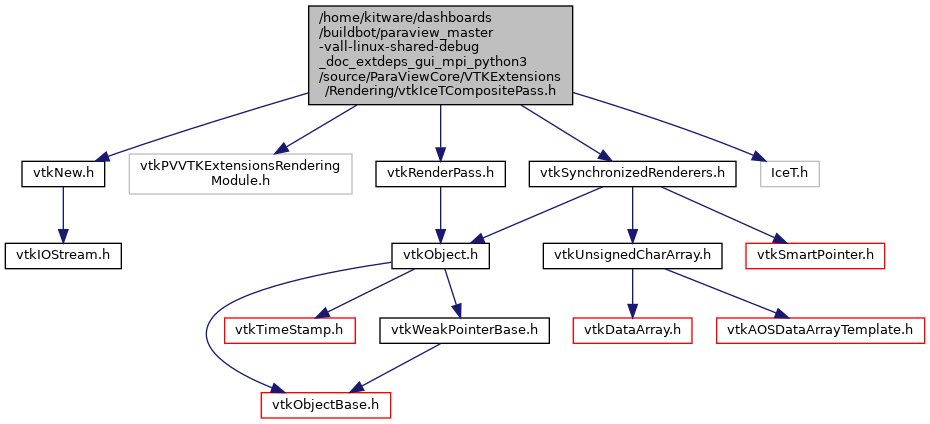 /home/kitware/dashboards
/buildbot/paraview_master
-vall-linux-shared-debug
_doc_extdeps_gui_mpi_python3
/source/ParaViewCore/VTKExtensions
/Rendering/vtkIceTCompositePass.h
vtkNew.h
vtkPVVTKExtensionsRendering
Module.h
vtkRenderPass.h
vtkSynchronizedRenderers.h
IceT.h
vtkIOStream.h
vtkObject.h
vtkUnsignedCharArray.h
vtkSmartPointer.h
vtkTimeStamp.h
vtkWeakPointerBase.h
vtkDataArray.h
vtkAOSDataArrayTemplate.h
vtkObjectBase.h